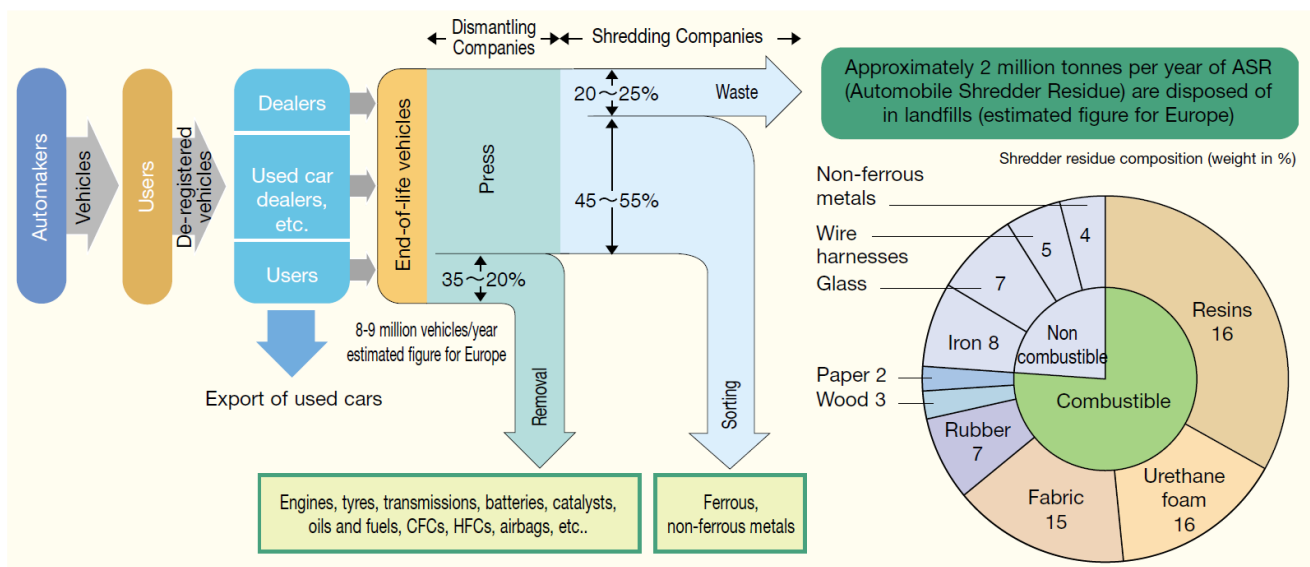 Automakers
Vehicles
Users
De-registered
vehicles
Dealers
Used car
dealers,
etc.
Users
Export of used cars
End-of-life vehicles
8-9 million vehicles/year
estimated figure for Europe
Dismantling
Companies
Shredding Companies
Press
35～20%
Removal
20～25%
Waste
45～55%
Sorting
Engines, tyres, transmissions, batteries, catalysts,
oils and fuels, CFCs, HFCs, airbags, etc..
Ferrous,
non-ferrous metals
Approximately 2 million tonnes per year of ASR
(Automobile Shredder Residue) are disposed of
in landfills (estimated figure for Europe)
Shredder residue composition (weight in %)
Non-ferrous
metals
4
Wire
harnesses
5
Glass
7
Iron 8
Non
combustible
Paper 2
Wood 3
Combustible
Rubber
7
Fabric
15
Urethane
foam
16
Resins
16